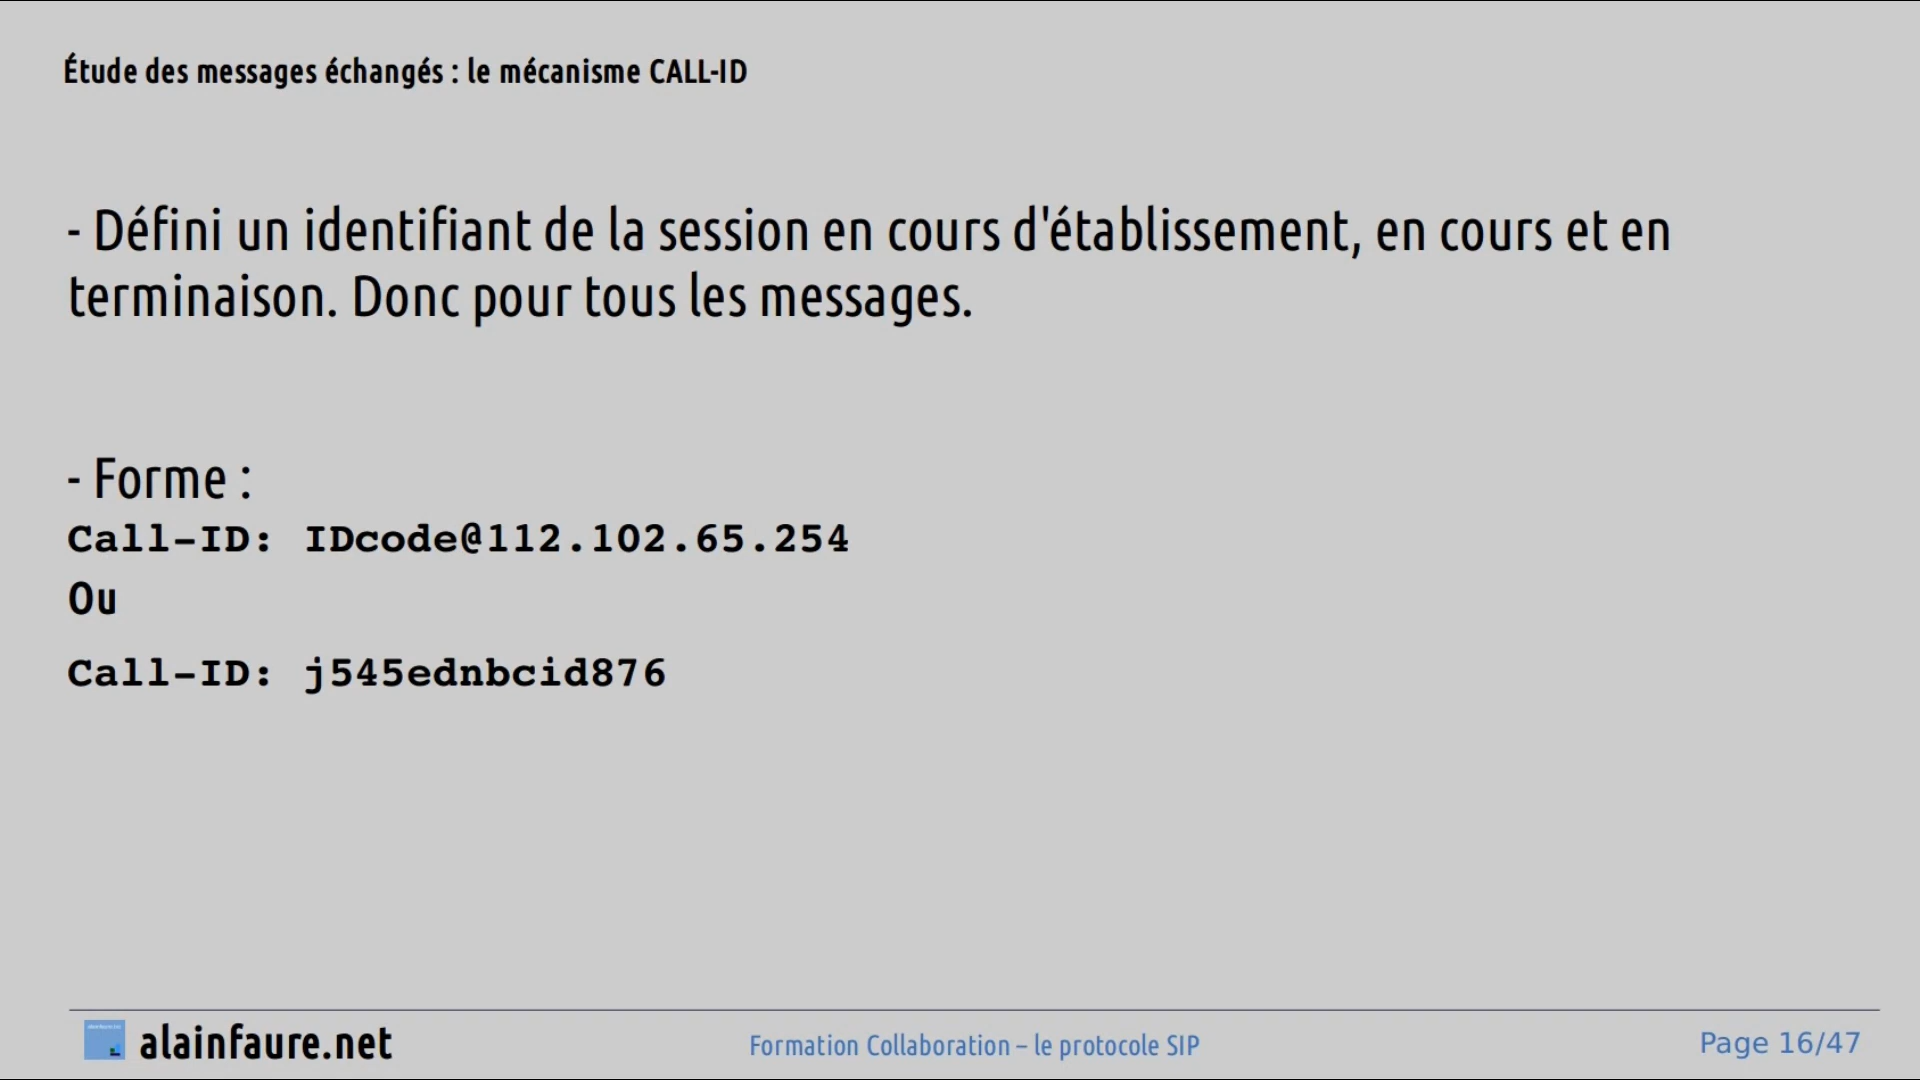 Étude des messages échangés : le mécanisme CALL-ID
- Défini un identifiant de la session en cours d'établissement, en cours et en
terminaison. Donc pour tous les messages.
- Forme :
Call-ID: IDcode@112.102.65.254
Ou
Call-ID: j545ednbcid876
alainfaure.net
Formation Collaboration – le protocole SIP
Page 16/47